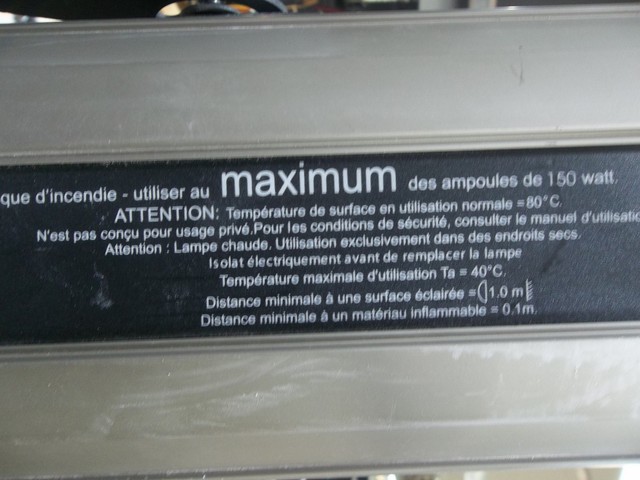 que d'incendie - utiliser au maximum des ampoules de 150 watt.
ATTENTION: Température de surface en utilisation normale = 80°C.
N'est pas conçu pour usage privé.Pour les conditions de sécurité, consulter le manuel d'utilisatio
Attention : Lampe chaude. Utilisation exclusivement dans des endroits secs.
Isolat électriquement avant de remplacer la lampe
Température maximale d'utilisation Ta = 40°C.
Distance minimale à une surface éclairée = 1.0 m
Distance minimale à un matériau inflammable = 0.1m.